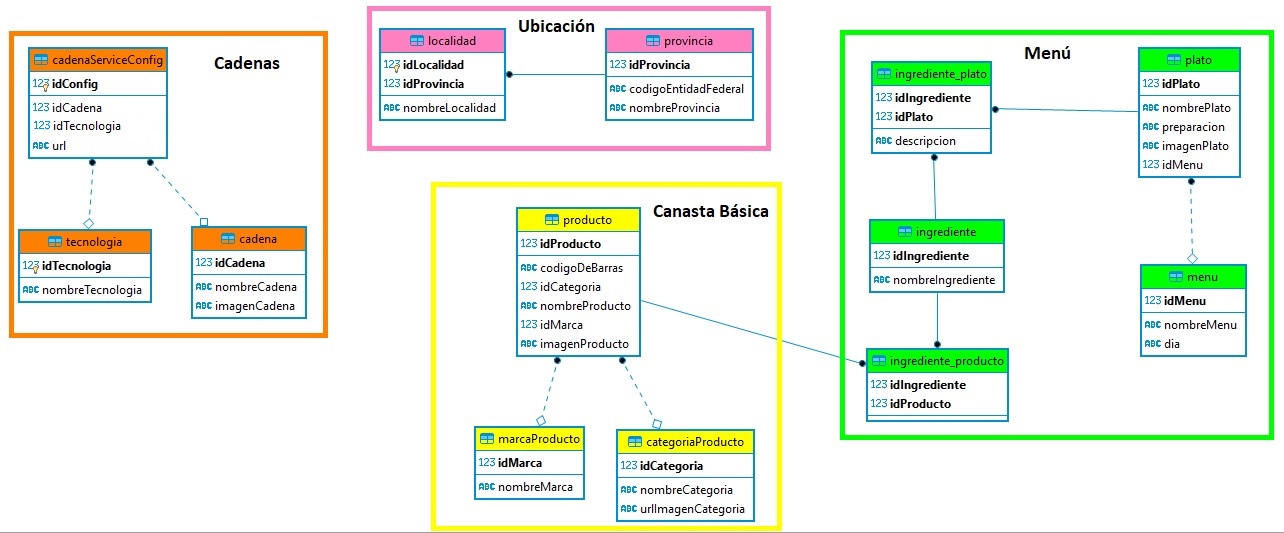 Cadenas
cadenaServiceConfig
123 idConfig
123 idCadena
123 idTecnologia
ABC url
tecnologia
123 idTecnologia
ABC nombreTecnologia
cadena
123 idCadena
ABC nombreCadena
ABC imagenCadena
Ubicación
localidad
123 idLocalidad
123 idProvincia
ABC nombreLocalidad
provincia
123 idProvincia
ABC codigoEntidadFederal
ABC nombreProvincia
Canasta Básica
producto
123 idProducto
ABC codigoDeBarras
123 idCategoria
ABC nombreProducto
123 idMarca
ABC imagenProducto
marcaProducto
123 idMarca
ABC nombreMarca
categoriaProducto
123 idCategoria
ABC nombreCategoria
ABC urlImagenCategoria
Menú
ingrediente_plato
123 idIngrediente
123 idPlato
ABC descripcion
plato
123 idPlato
ABC nombrePlato
ABC preparacion
ABC imagenPlato
123 idMenu
ingrediente
123 idIngrediente
ABC nombreIngrediente
menu
123 idMenu
ABC nombreMenu
ABC dia
ingrediente_producto
123 idIngrediente
123 idProducto